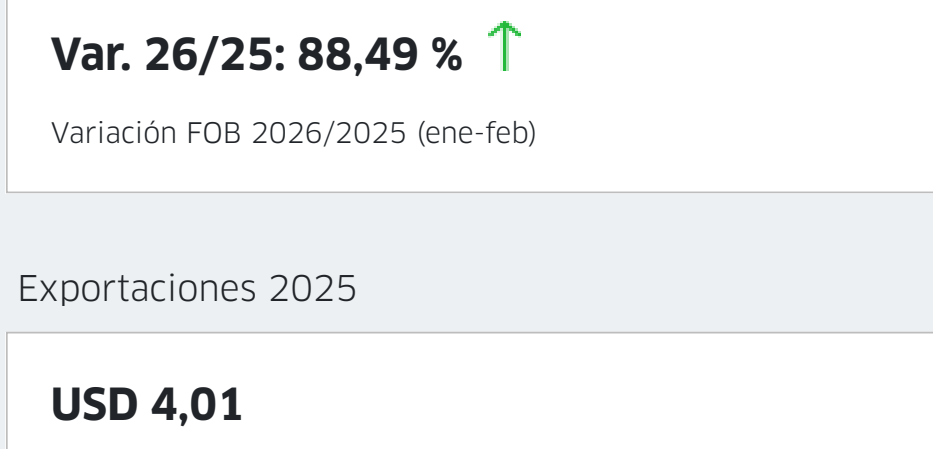 Var. 26/25: 88,49 %
Variación FOB 2026/2025 (ene-feb)
Exportaciones 2025
USD 4,01